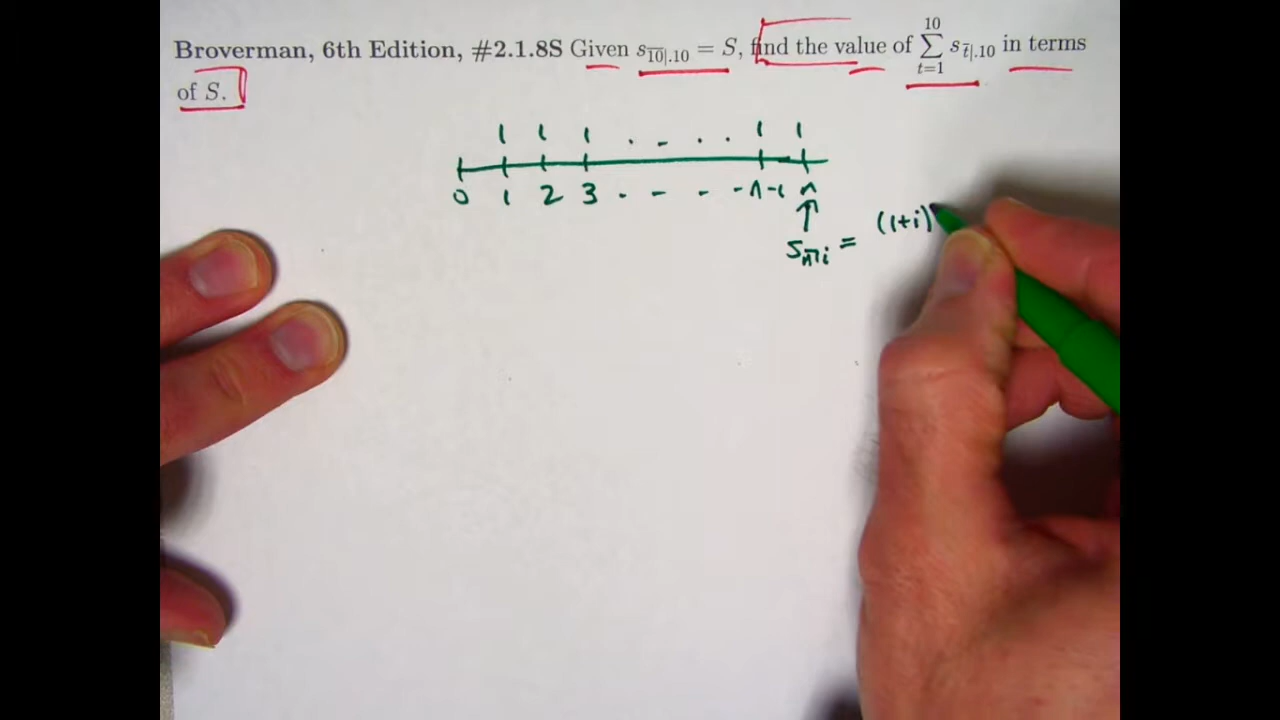 Broverman, 6th Edition, #2.1.8S Given s_{\overline{10}|.10} = S, find the value of \sum_{t=1}^{10} s_{\overline{t}|.10} in terms
of S.
1 1 1 . - . . 1 1
0 1 2 3 . - - - n-1 n
↑
s_{\overline{n}|i} = (1+i)